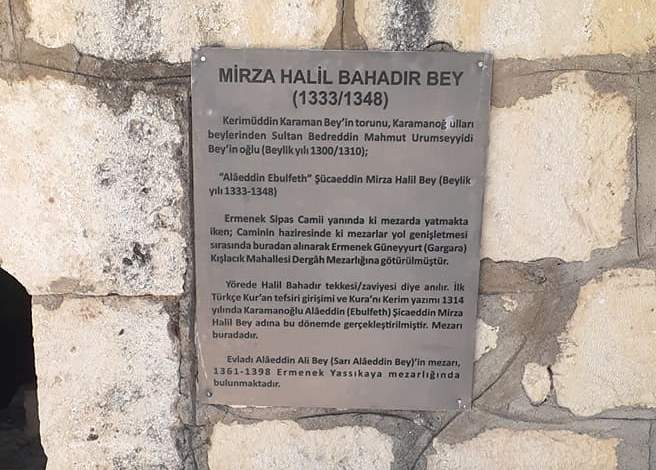 MİRZA HALİL BAHADIR BEY
(1333/1348)
Kerimüddin Karaman Bey'in torunu, Karamanoğulları
beylerinden Sultan Bedreddin Mahmut Urumseyyidi
Bey'in oğlu (Beylik yılı 1300/1310);
"Alâeddin Ebulfeth" Şücaeddin Mirza Halil Bey (Beylik
yılı 1333-1348)
Ermenek Sipas Camii yanında ki mezarda yatmakta
iken; Caminin haziresinde ki mezarlar yol genişletmesi
sırasında buradan alınarak Ermenek Güneyyurt (Gargara)
Kışlacık Mahallesi Dergâh Mezarlığına götürülmüştür.
Yörede Halil Bahadır tekkesi/zaviyesi diye anılır. İlk
Türkçe Kur'an tefsiri girişimi ve Kura'nı Kerim yazımı 1314
yılında Karamanoğlu Alâeddin (Ebulfeth) Şicaeddin Mirza
Halil Bey adına bu dönemde gerçekleştirilmiştir. Mezarı
buradadır.
Evladı Alâeddin Ali Bey (Sarı Alâeddin Bey)'in mezarı,
1361-1398 Ermenek Yassıkaya mezarlığında
bulunmaktadır.